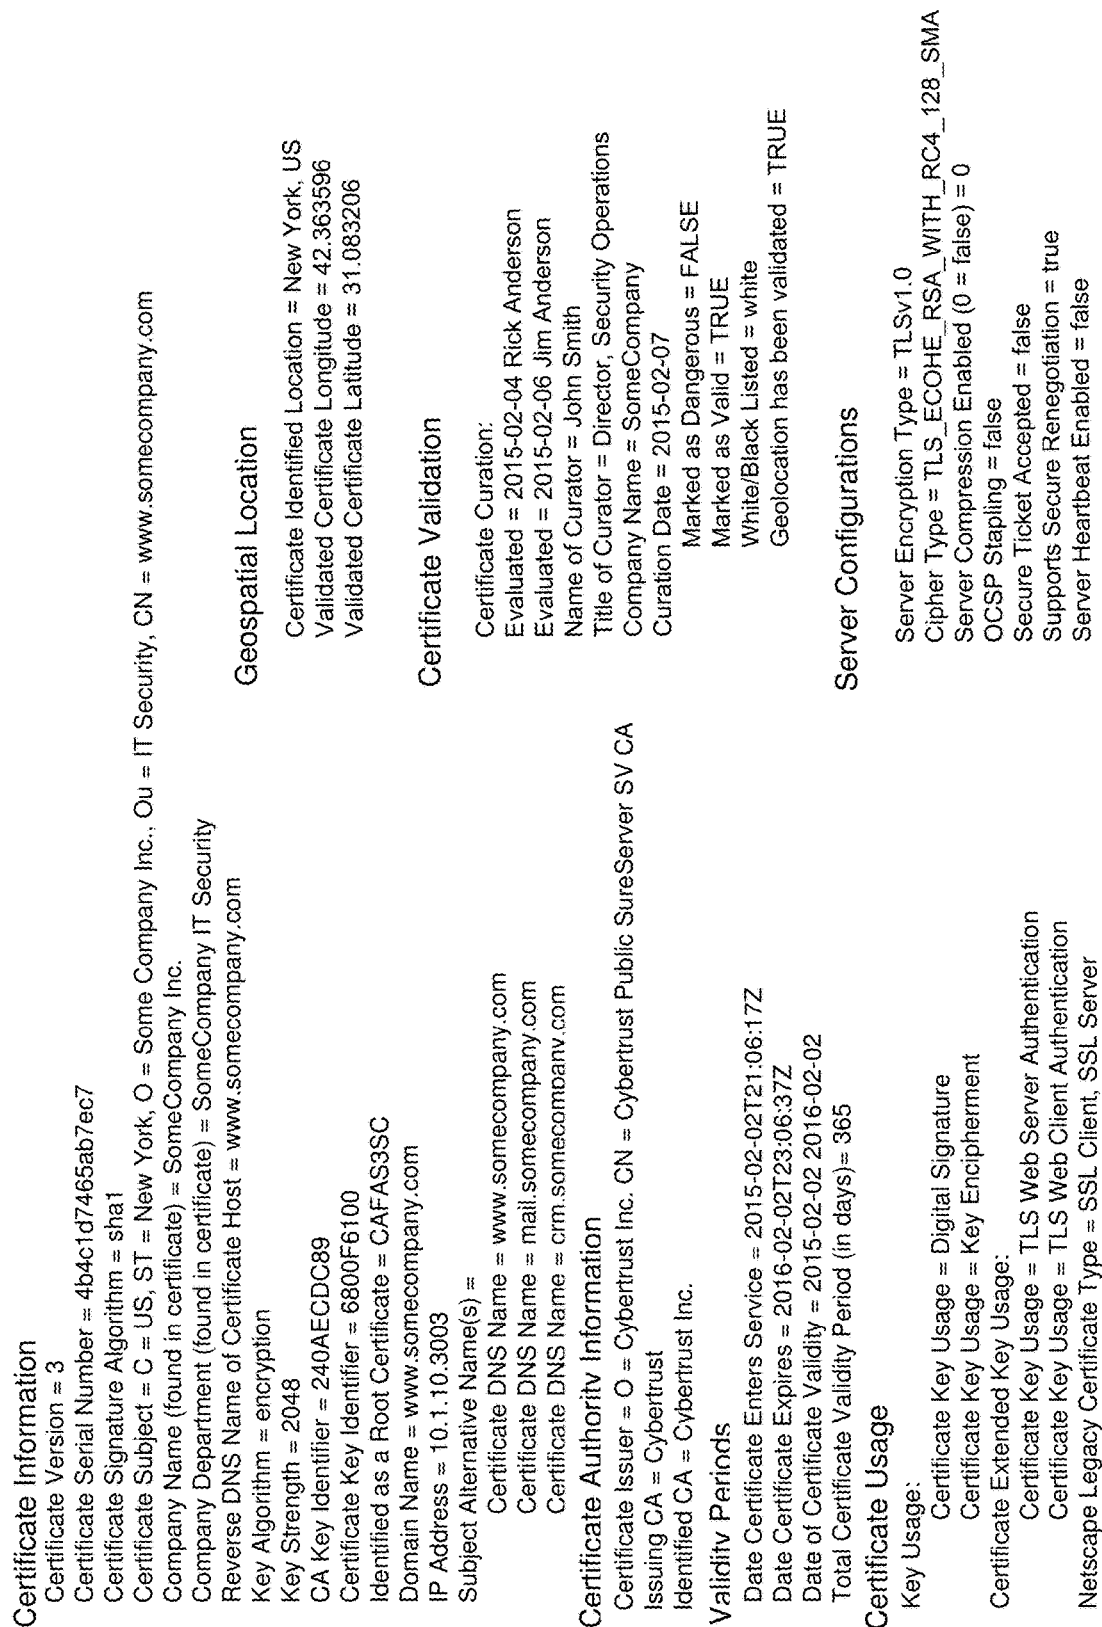 Certificate Information
Certificate Version = 3
Certificate Serial Number = 4b4c1d7465ab7ec7
Certificate Signature Algorithm = sha1
Certificate Subject = C = US, ST = New York, O = Some Company Inc., Ou = IT Security, CN = www.somecompany.com
Company Name (found in certificate) = SomeCompany Inc.
Company Department (found in certificate) = SomeCompany IT Security
Reverse DNS Name of Certificate Host = www.somecompany.com
Key Algorithm = encryption
Key Strength = 2048
CA Key Identifier = 240AECDC89
Certificate Key Identifier = 6800F6100
Identified as a Root Certificate = CAFAS3SC
Domain Name = www.somecompany.com
IP Address = 10.1.10.3003
Subject Alternative Name(s) =
Certificate DNS Name = www.somecompany.com
Certificate DNS Name = mail.somecompany.com
Certificate DNS Name = crm.somecompany.com
Certificate Authority Information
Certificate Issuer = O = Cybertrust Inc. CN = Cybertrust Public SureServer SV CA
Issuing CA = Cybertrust
Identified CA = Cybertrust Inc.
Validity Periods
Date Certificate Enters Service = 2015-02-02T21:06:17Z
Date Certificate Expires = 2016-02-02T23:06:37Z
Date of Certificate Validity = 2015-02-02 2016-02-02
Total Certificate Validity Period (in days)= 365
Certificate Usage
Key Usage:
Certificate Key Usage = Digital Signature
Certificate Key Usage = Key Encipherment
Certificate Extended Key Usage:
Certificate Key Usage = TLS Web Server Authentication
Certificate Key Usage = TLS Web Client Authentication
Netscape Legacy Certificate Type = SSL Client, SSL Server
Geospatial Location
Certificate Identified Location = New York, US
Validated Certificate Longitude = 42.363596
Validated Certificate Latitude = 31.083206
Certificate Validation
Certificate Curation:
Evaluated = 2015-02-04 Rick Anderson
Evaluated = 2015-02-06 Jim Anderson
Name of Curator = John Smith
Title of Curator = Director, Security Operations
Company Name = SomeCompany
Curation Date = 2015-02-07
Marked as Dangerous = FALSE
Marked as Valid = TRUE
White/Black Listed = white
Geolocation has been validated = TRUE
Server Configurations
Server Encryption Type = TLSv1.0
Cipher Type = TLS_ECOHE_RSA_WITH_RC4_128_SMA
Server Compression Enabled (0 = false) = 0
OCSP Stapling = false
Secure Ticket Accepted = false
Supports Secure Renegotiation = true
Server Heartbeat Enabled = false